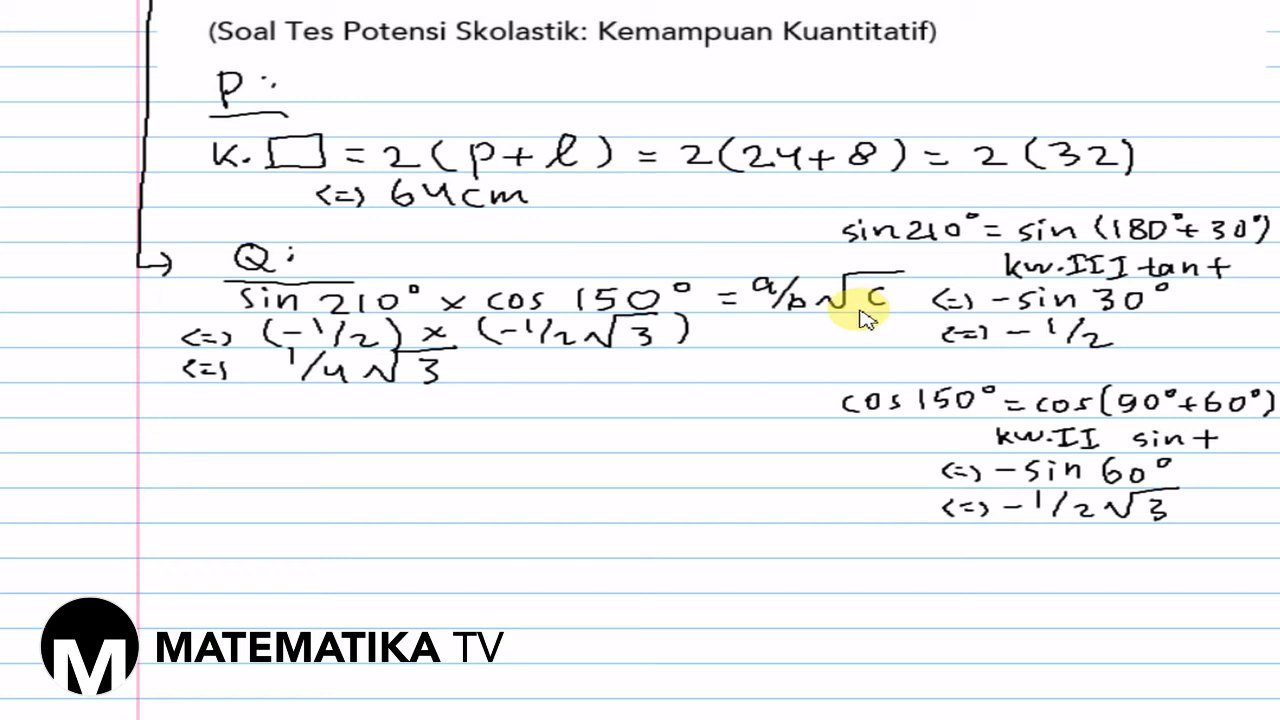 (Soal Tes Potensi Skolastik: Kemampuan Kuantitatif)
P :
K. □ = 2 ( p + l ) = 2 (24 + 8) = 2 (32)
<=> 64 cm
Q :
sin 210° x cos 150° = a/b √c
<=> (-1/2) x (-1/2 √3)
<=> 1/4 √3
sin 210° = sin (180° + 30°)
kw. III tan +
<=> - sin 30°
<=> - 1/2
cos 150° = cos (90° + 60°)
kw. II sin +
<=> - sin 60°
<=> - 1/2 √3
M MATEMATIKA TV